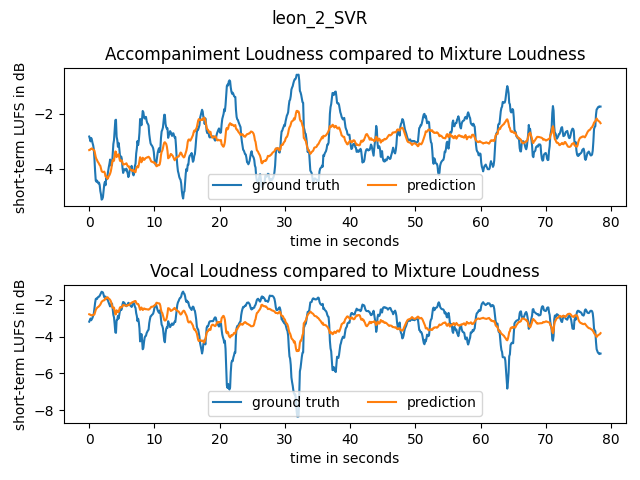 leon_2_SVR
Accompaniment Loudness compared to Mixture Loudness
short-term LUFS in dB
−2
−4
ground truth
prediction
0 10 20 30 40 50 60 70 80
time in seconds
Vocal Loudness compared to Mixture Loudness
short-term LUFS in dB
−2
−4
−6
−8
ground truth
prediction
0 10 20 30 40 50 60 70 80
time in seconds